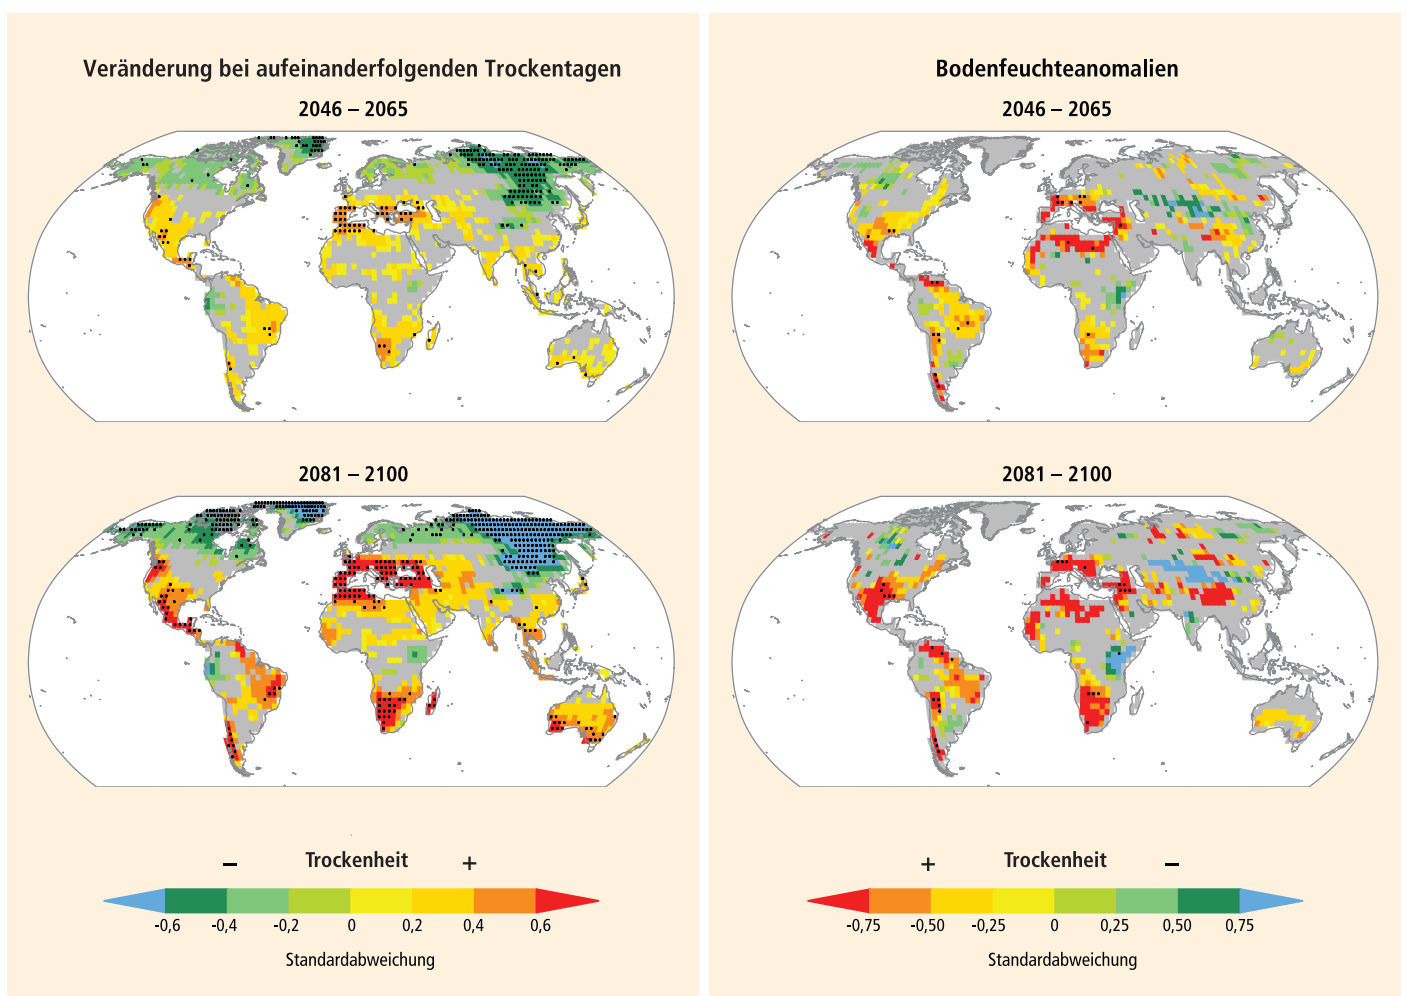 Veränderung bei aufeinanderfolgenden Trockentagen
2046 – 2065
2081 – 2100
– Trockenheit +
-0,6 -0,4 -0,2 0 0,2 0,4 0,6
Standardabweichung
Bodenfeuchteanomalien
2046 – 2065
2081 – 2100
+ Trockenheit –
-0,75 -0,50 -0,25 0 0,25 0,50 0,75
Standardabweichung